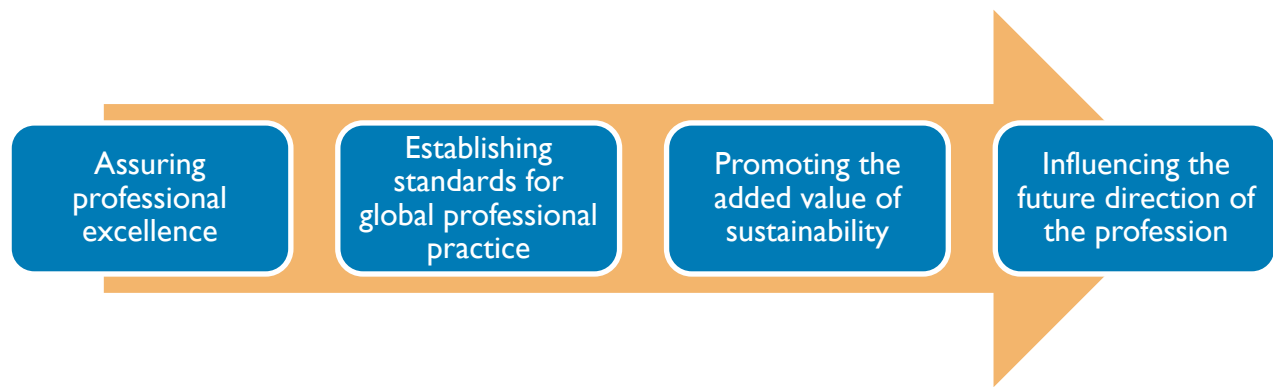 Assuring
professional
excellence
Establishing
standards for
global professional
practice
Promoting the
added value of
sustainability
Influencing the
future direction of
the profession